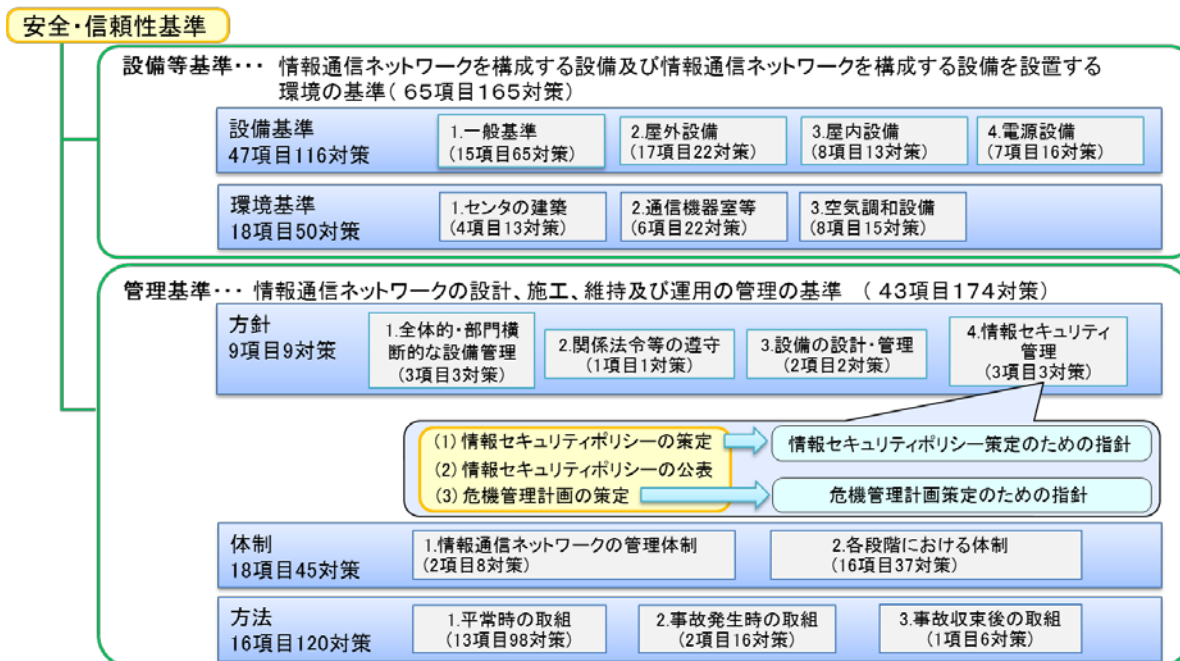 安全・信頼性基準
設備等基準･･･ 情報通信ネットワークを構成する設備及び情報通信ネットワークを構成する設備を設置する
環境の基準( 65項目165対策)
設備基準
47項目116対策
1.一般基準
(15項目65対策)
2.屋外設備
(17項目22対策)
3.屋内設備
(8項目13対策)
4.電源設備
(7項目16対策)
環境基準
18項目50対策
1.センタの建築
(4項目13対策)
2.通信機器室等
(6項目22対策)
3.空気調和設備
(8項目15対策)
管理基準･･･ 情報通信ネットワークの設計、施工、維持及び運用の管理の基準 ( 43項目174対策)
方針
9項目9対策
1.全体的・部門横
断的な設備管理
(3項目3対策)
2.関係法令等の遵守
(1項目1対策)
3.設備の設計・管理
(2項目2対策)
4.情報セキュリティ
管理
(3項目3対策)
(1) 情報セキュリティポリシーの策定
情報セキュリティポリシー策定のための指針
(2) 情報セキュリティポリシーの公表
(3) 危機管理計画の策定
危機管理計画策定のための指針
体制
18項目45対策
1.情報通信ネットワークの管理体制
(2項目8対策)
2.各段階における体制
(16項目37対策)
方法
16項目120対策
1.平常時の取組
(13項目98対策)
2.事故発生時の取組
(2項目16対策)
3.事故収束後の取組
(1項目6対策)